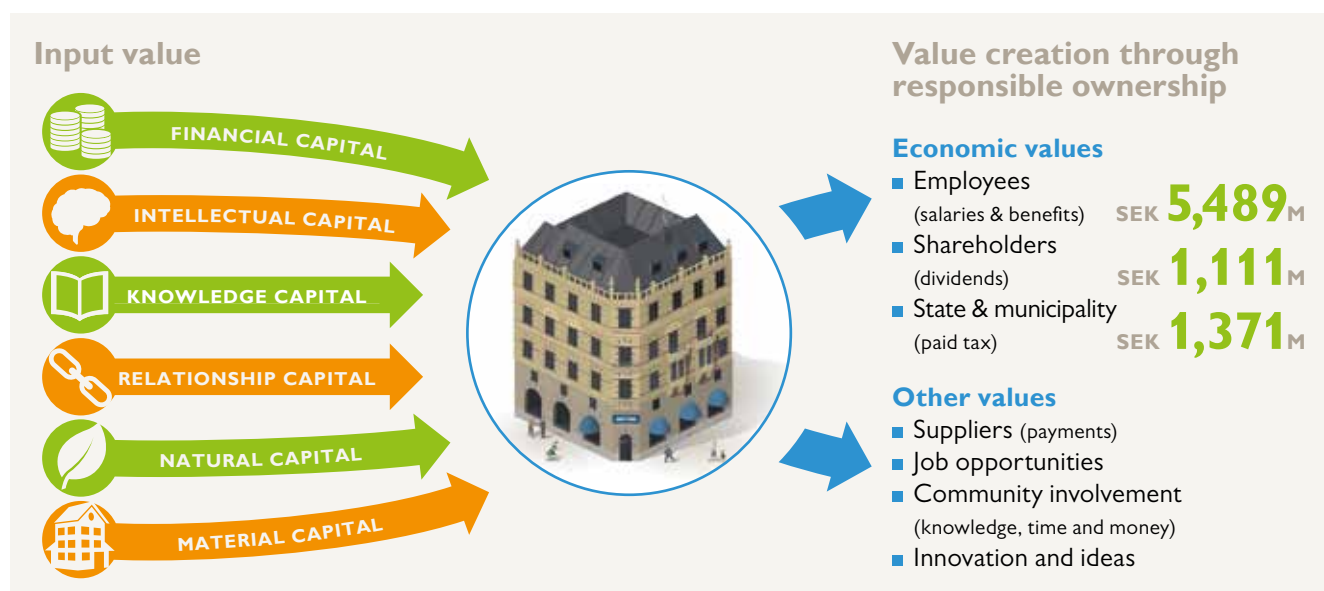 Input value
FINANCIAL CAPITAL
INTELLECTUAL CAPITAL
KNOWLEDGE CAPITAL
RELATIONSHIP CAPITAL
NATURAL CAPITAL
MATERIAL CAPITAL
Value creation through
responsible ownership
Economic values
Employees
(salaries & benefits) SEK 5,489M
Shareholders
(dividends) SEK 1,111M
State & municipality
(paid tax) SEK 1,371M
Other values
Suppliers (payments)
Job opportunities
Community involvement
(knowledge, time and money)
Innovation and ideas